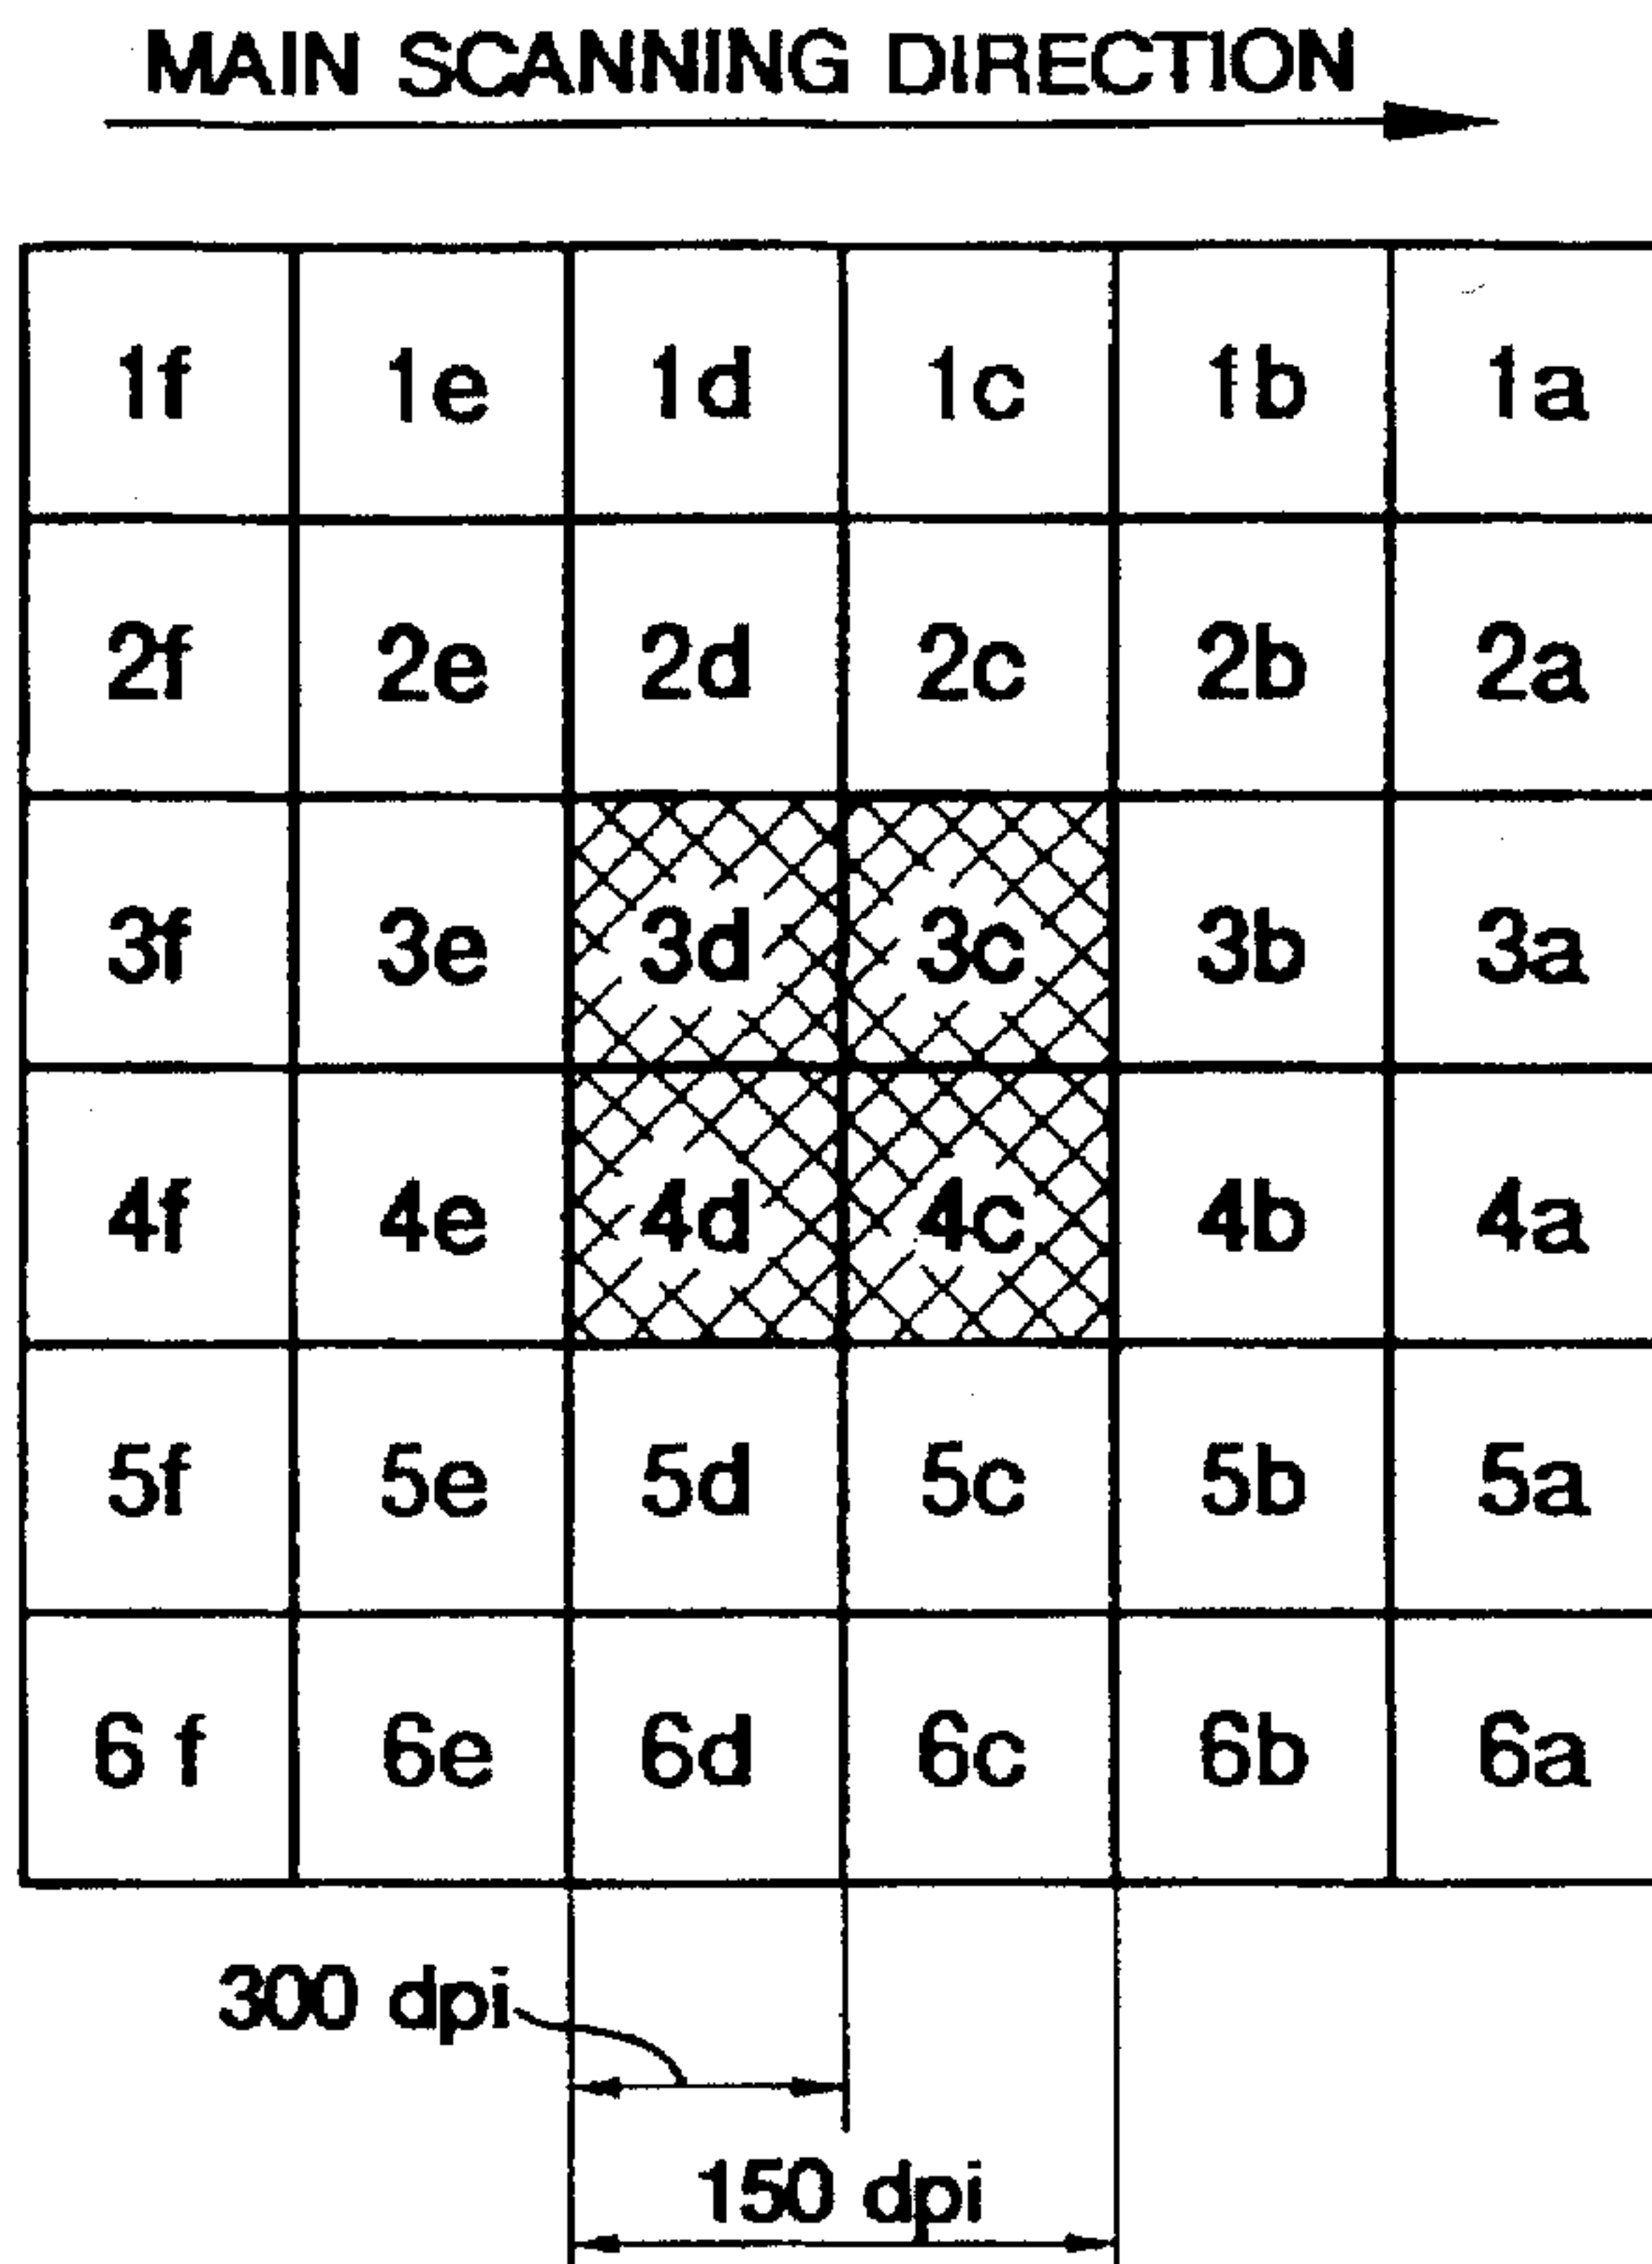 MAIN SCANNING DIRECTION
1f 1e 1d 1c 1b 1a
2f 2e 2d 2c 2b 2a
3f 3e 3d 3c 3b 3a
4f 4e 4d 4c 4b 4a
5f 5e 5d 5c 5b 5a
6f 6e 6d 6c 6b 6a
300 dpi
150 dpi